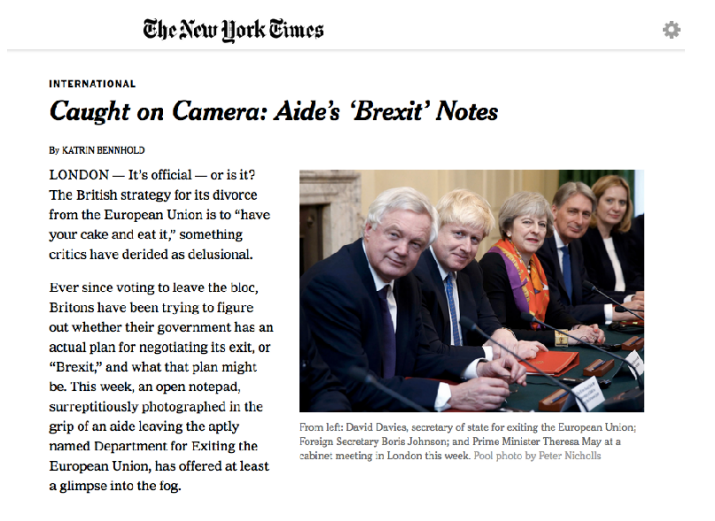 The New York Times
INTERNATIONAL
Caught on Camera: Aide's 'Brexit' Notes
By KATRIN BENNHOLD
LONDON — It's official — or is it?
The British strategy for its divorce
from the European Union is to “have
your cake and eat it,” something
critics have derided as delusional.
Ever since voting to leave the bloc,
Britons have been trying to figure
out whether their government has an
actual plan for negotiating its exit, or
“Brexit,” and what that plan might
be. This week, an open notepad,
surreptitiously photographed in the
grip of an aide leaving the aptly
named Department for Exiting the
European Union, has offered at least
a glimpse into the fog.
From left: David Davies, secretary of state for exiting the European Union;
Foreign Secretary Boris Johnson; and Prime Minister Theresa May at a
cabinet meeting in London this week. Pool photo by Peter Nicholls